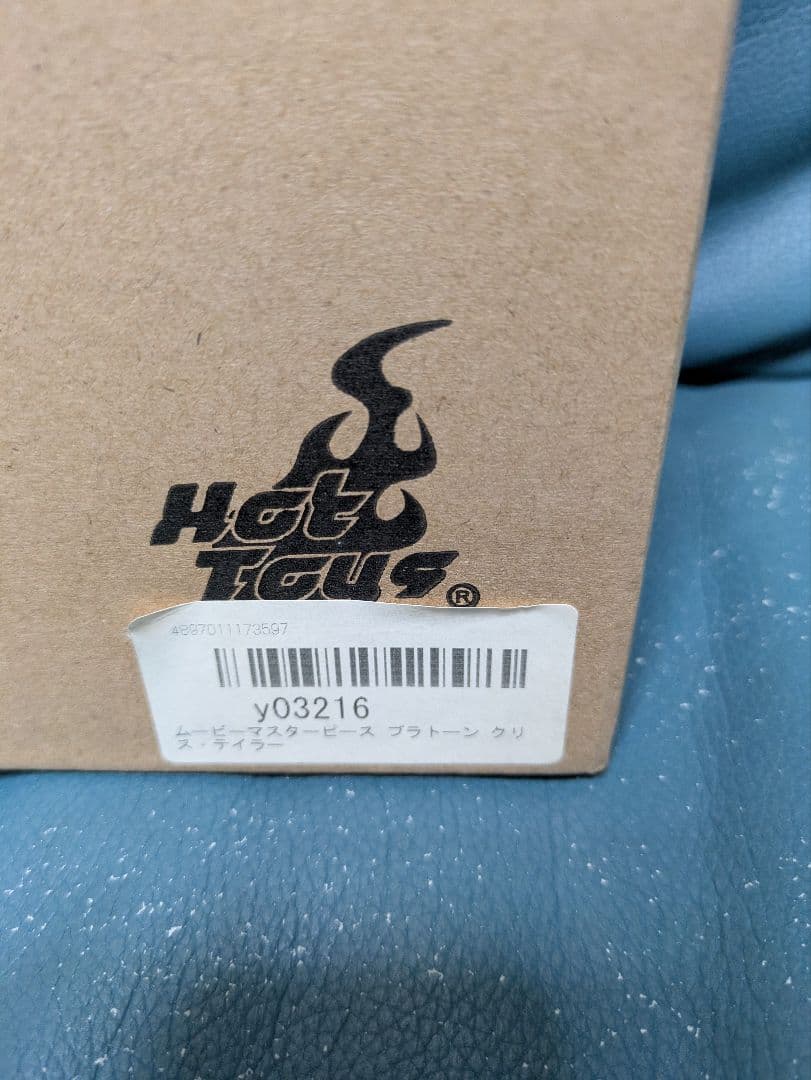 Hot
Toys®
4897011173597
y03216
ムービーマスターピース プラトーン クリ
ス・テイラー